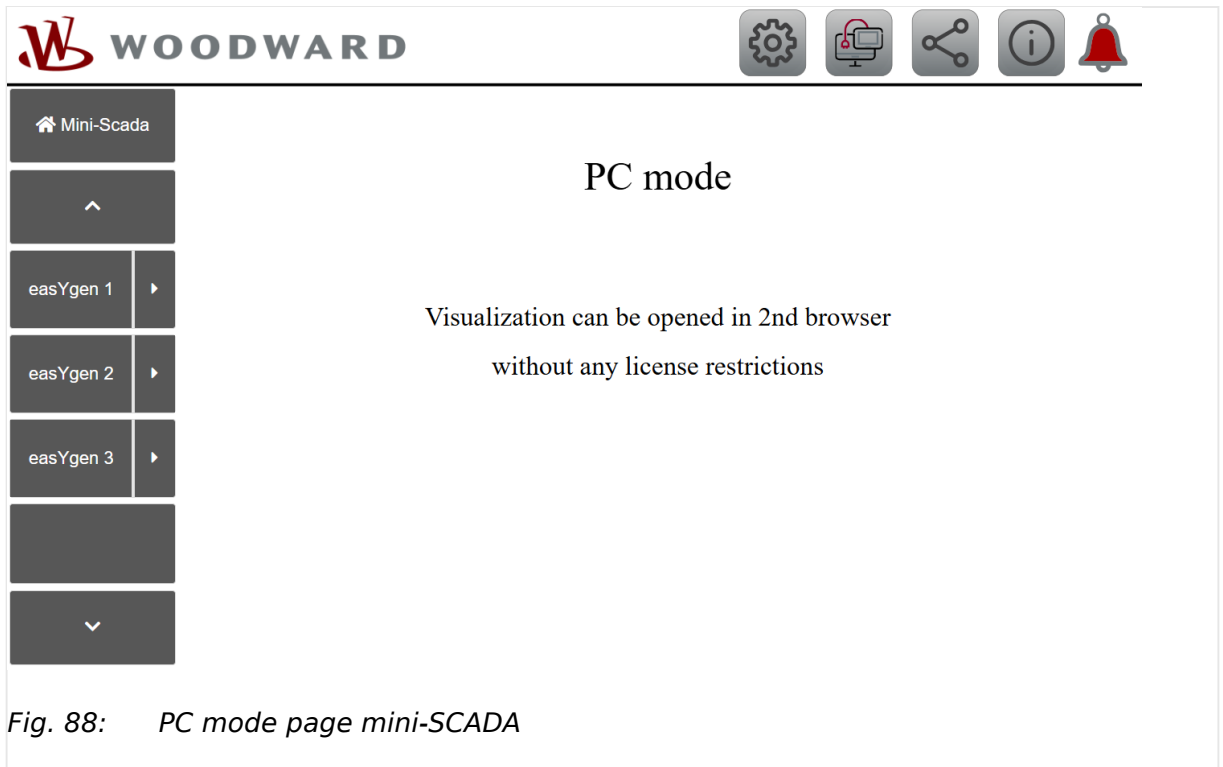 WOODWARD
Mini-Scada
PC mode
easYgen 1
Visualization can be opened in 2nd browser
without any license restrictions
easYgen 2
easYgen 3
Fig. 88: PC mode page mini-SCADA